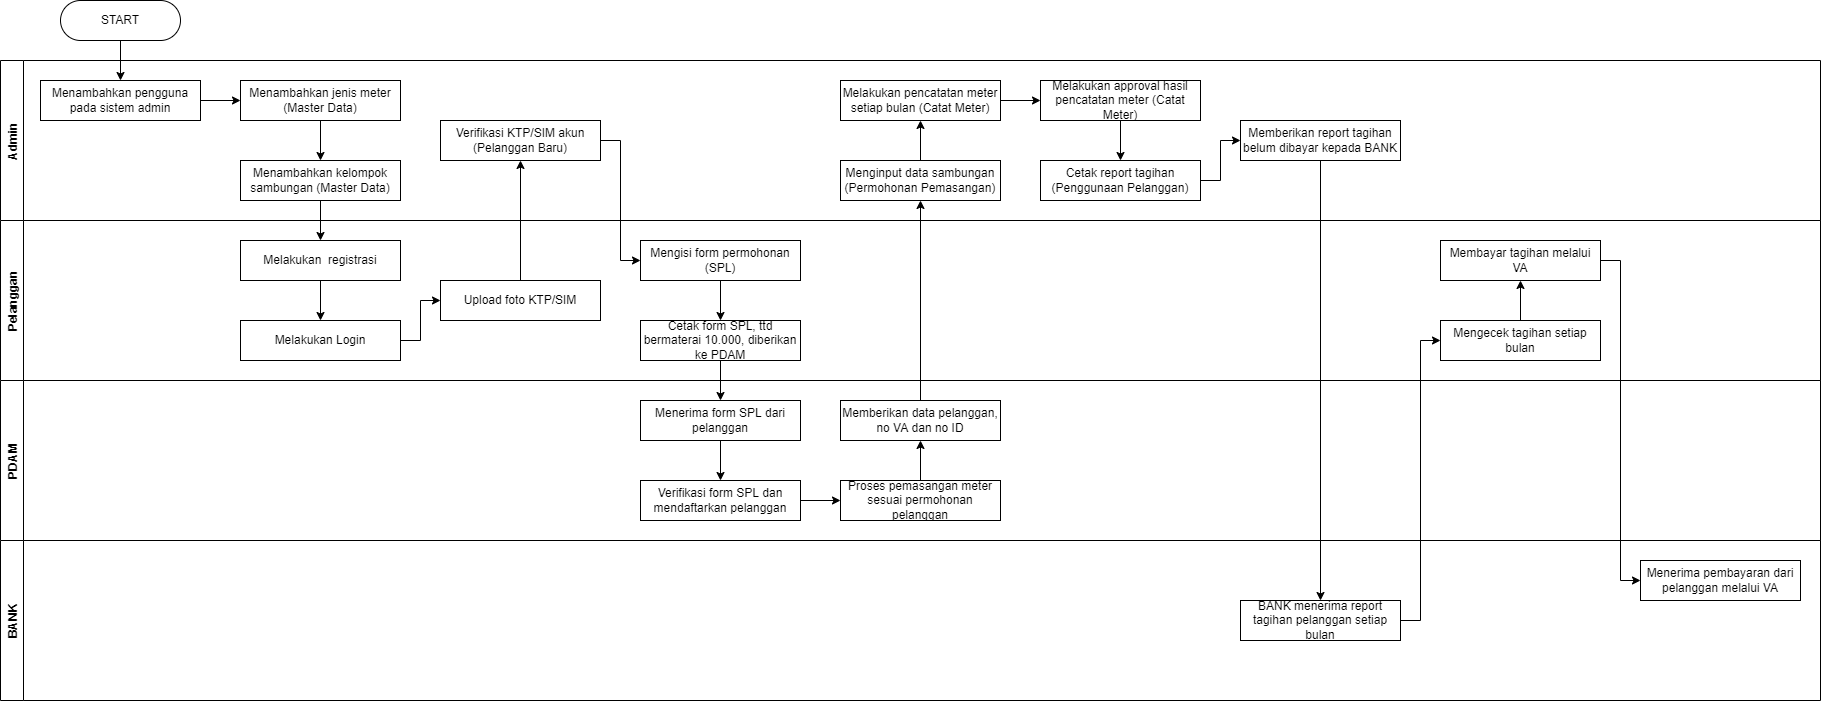 START
Admin
Menambahkan pengguna
pada sistem admin
Menambahkan jenis meter
(Master Data)
Menambahkan kelompok
sambungan (Master Data)
Verifikasi KTP/SIM akun
(Pelanggan Baru)
Melakukan pencatatan meter
setiap bulan (Catat Meter)
Menginput data sambungan
(Permohonan Pemasangan)
Melakukan approval hasil
pencatatan meter (Catat
Meter)
Cetak report tagihan
(Penggunaan Pelanggan)
Memberikan report tagihan
belum dibayar kepada BANK
Pelanggan
Melakukan  registrasi
Melakukan Login
Upload foto KTP/SIM
Mengisi form permohonan
(SPL)
Cetak form SPL, ttd
bermaterai 10.000, diberikan
ke PDAM
Membayar tagihan melalui
VA
Mengecek tagihan setiap
bulan
PDAM
Menerima form SPL dari
pelanggan
Verifikasi form SPL dan
mendaftarkan pelanggan
Memberikan data pelanggan,
no VA dan no ID
Proses pemasangan meter
sesuai permohonan
pelanggan
BANK
BANK menerima report
tagihan pelanggan setiap
bulan
Menerima pembayaran dari
pelanggan melalui VA